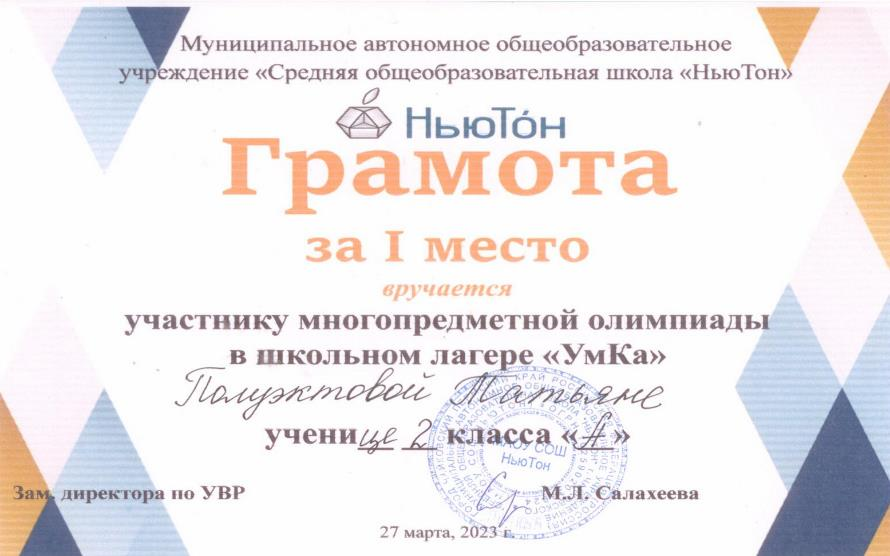 Муниципальное автономное общеобразовательное
учреждение «Средняя общеобразовательная школа «НьюТон»
НьюТо́н
Грамота
за I место
вручается
участнику многопредметной олимпиады
в школьном лагере «УмКа»
Полуэктовой Татьяне
ученице 2 класса «А»
МАОУ СОШ
НьюТон
Зам. директора по УВР М.Л. Салахеева
27 марта, 2023 г.